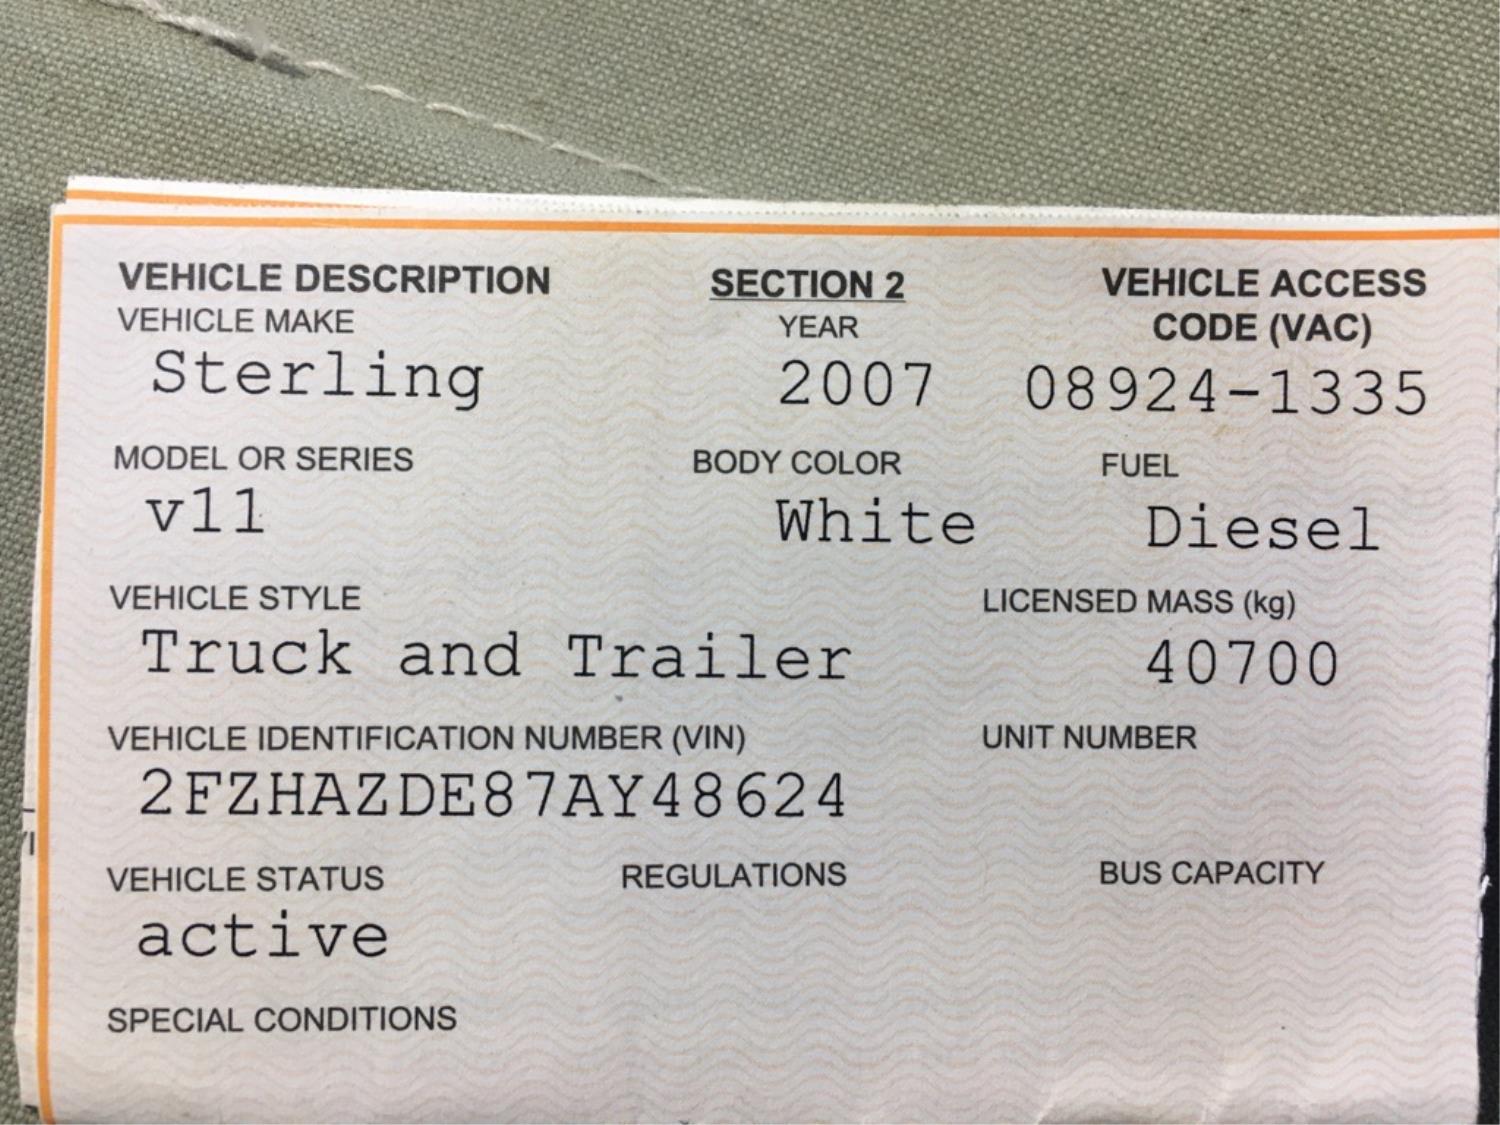 VEHICLE DESCRIPTION SECTION 2 VEHICLE ACCESS
VEHICLE MAKE YEAR CODE (VAC)
Sterling 2007 08924-1335
MODEL OR SERIES BODY COLOR FUEL
v11 White Diesel
VEHICLE STYLE LICENSED MASS (kg)
Truck and Trailer 40700
VEHICLE IDENTIFICATION NUMBER (VIN) UNIT NUMBER
2FZHAZDE87AY48624
VEHICLE STATUS REGULATIONS BUS CAPACITY
active
SPECIAL CONDITIONS